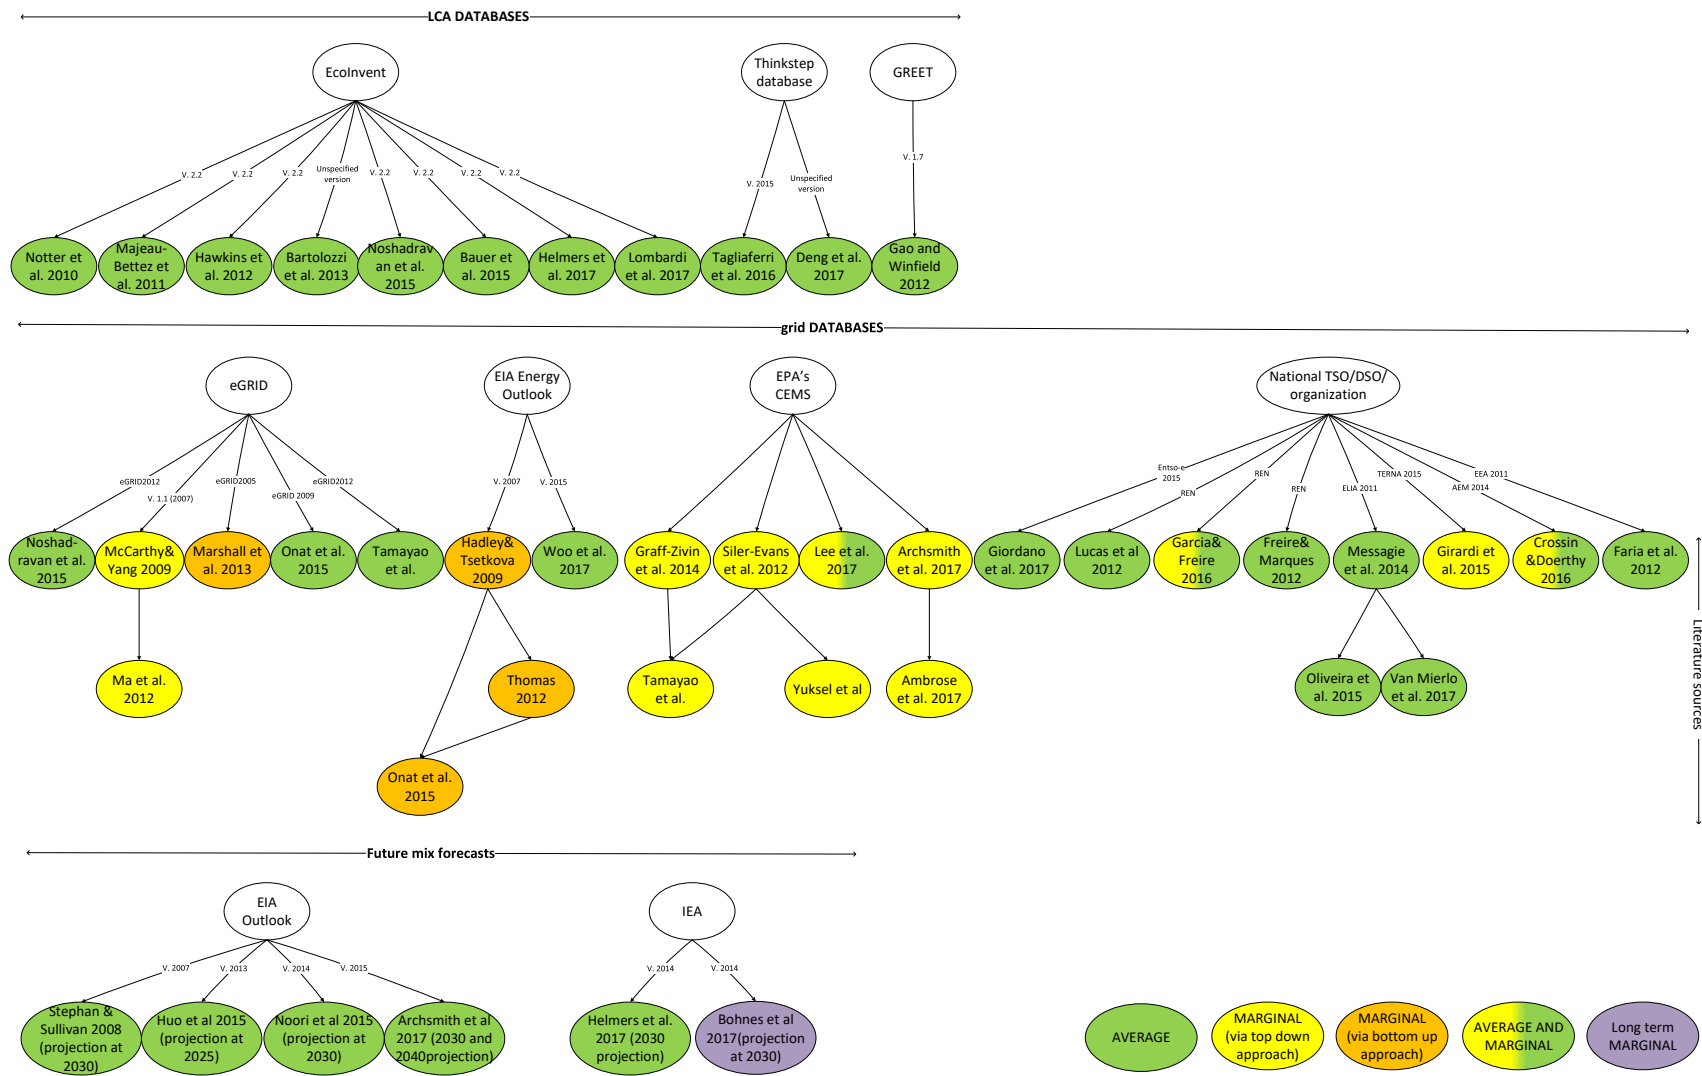 LCA DATABASES
EcoInvent
Thinkstep
database
GREET
V. 2.2
V. 2.2
V. 2.2
Unspecified
version
V. 2.2
V. 2.2
V. 2.2
V. 2.2
V. 2015
Unspecified
version
V. 1.7
Notter et
al. 2010
Majeau-
Bettez et
al. 2011
Hawkins et
al. 2012
Bartolozzi
et al. 2013
Noshadrav
an et al.
2015
Bauer et
al. 2015
Helmers et
al. 2017
Lombardi
et al. 2017
Tagliaferri
et al. 2016
Deng et al.
2017
Gao and
Winfield
2012
grid DATABASES
eGRID
EIA Energy
Outlook
EPA's
CEMS
National TSO/DSO/
organization
eGRID2012
V. 1.1 (2007)
eGRID2005
eGRID 2009
eGRID2012
V. 2007
V. 2015
Entso-e
2015
REN
REN
REN
ELIA 2011
TERNA 2015
AEM 2014
EEA 2011
Noshad-
ravan et al.
2015
McCarthy&
Yang 2009
Marshall et
al. 2013
Onat et al.
2015
Tamayao
et al.
Hadley&
Tsetkova
2009
Woo et al.
2017
Graff-Zivin
et al. 2014
Siler-Evans
et al. 2012
Lee et al.
2017
Archsmith
et al. 2017
Giordano
et al. 2017
Lucas et al
2012
Garcia&
Freire
2016
Freire&
Marques
2012
Messagie
et al. 2014
Girardi et
al. 2015
Crossin
&Doerthy
2016
Faria et al.
2012
Ma et al.
2012
Thomas
2012
Tamayao
et al.
Yuksel et al
Ambrose
et al. 2017
Oliveira et
al. 2015
Van Mierlo
et al. 2017
Onat et al.
2015
Literature sources
Future mix forecasts
EIA
Outlook
IEA
V. 2007
V. 2013
V. 2014
V. 2015
V. 2014
V. 2014
Stephan &
Sullivan 2008
(projection at
2030)
Huo et al 2015
(projection at
2025)
Noori et al 2015
(projection at
2030)
Archsmith et al
2017 (2030 and
2040projection)
Helmers et al.
2017 (2030
projection)
Bohnes et al
2017(projection
at 2030)
AVERAGE
MARGINAL
(via top down
approach)
MARGINAL
(via bottom up
approach)
AVERAGE AND
MARGINAL
Long term
MARGINAL